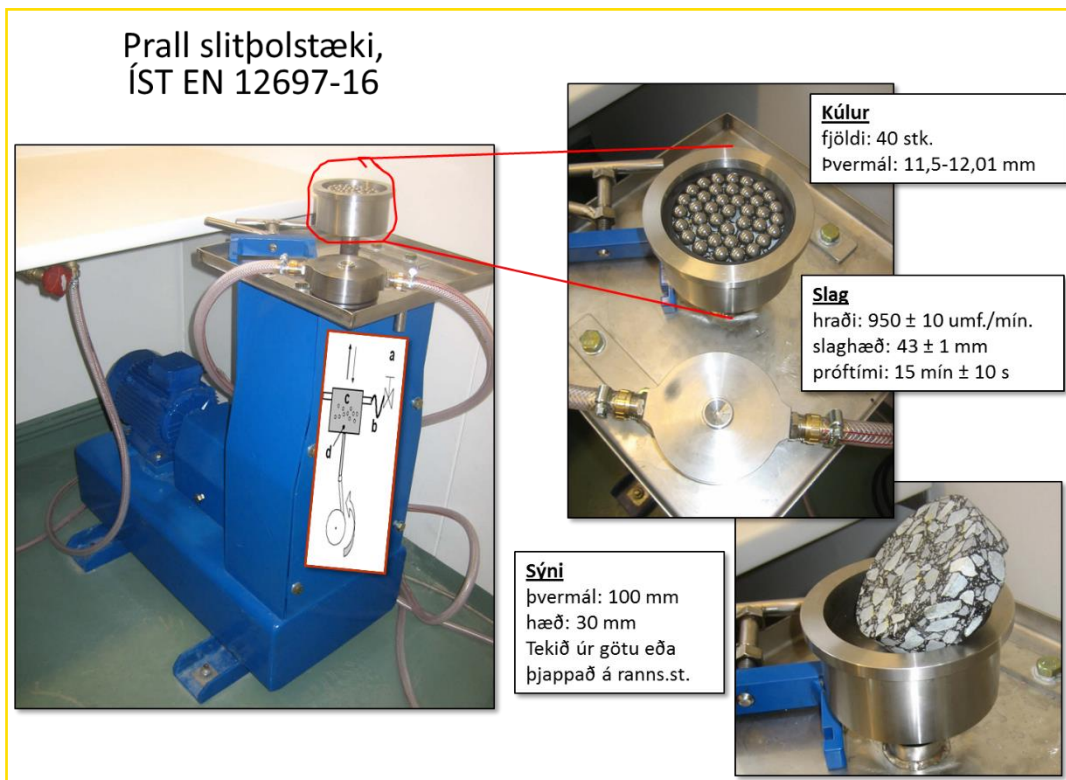 Prall slitþolstæki,
ÍST EN 12697-16
Kúlur
fjöldi: 40 stk.
Þvermál: 11,5-12,01 mm
Slag
hraði: 950 ± 10 umf./mín.
slaghæð: 43 ± 1 mm
próftími: 15 mín ± 10 s
a
c
b
d
Sýni
þvermál: 100 mm
hæð: 30 mm
Tekið úr götu eða
þjappað á ranns.st.